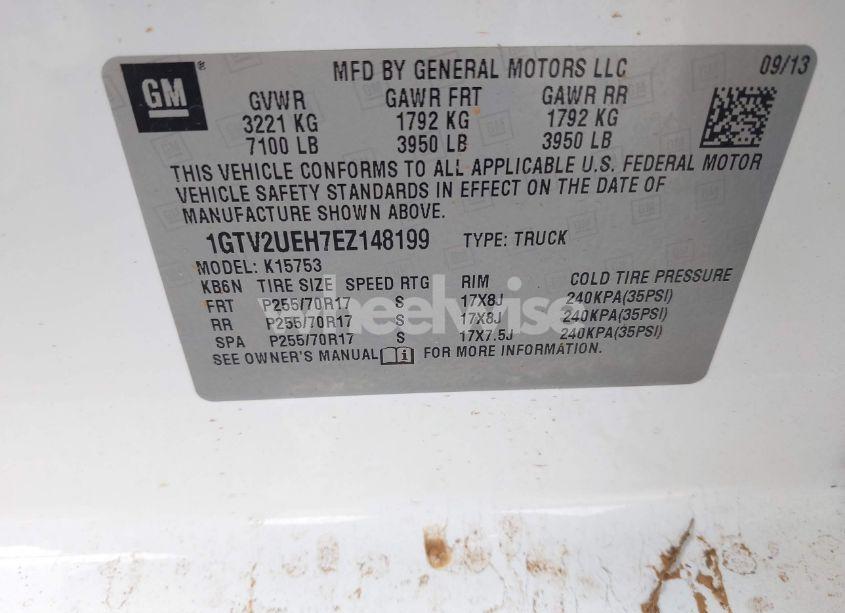 GM® MFD BY GENERAL MOTORS LLC 09/13
GVWR GAWR FRT GAWR RR
3221 KG 1792 KG 1792 KG
7100 LB 3950 LB 3950 LB
THIS VEHICLE CONFORMS TO ALL APPLICABLE U.S. FEDERAL MOTOR
VEHICLE SAFETY STANDARDS IN EFFECT ON THE DATE OF
MANUFACTURE SHOWN ABOVE.
1GTV2UEH7EZ148199 TYPE: TRUCK
MODEL: K15753
KB6N TIRE SIZE SPEED RTG RIM COLD TIRE PRESSURE
FRT P255/70R17 S 17X8J 240KPA(35PSI)
RR P255/70R17 S 17X8J 240KPA(35PSI)
SPA P255/70R17 S 17X7.5J 240KPA(35PSI)
SEE OWNER'S MANUAL i FOR MORE INFORMATION.
wheelwise